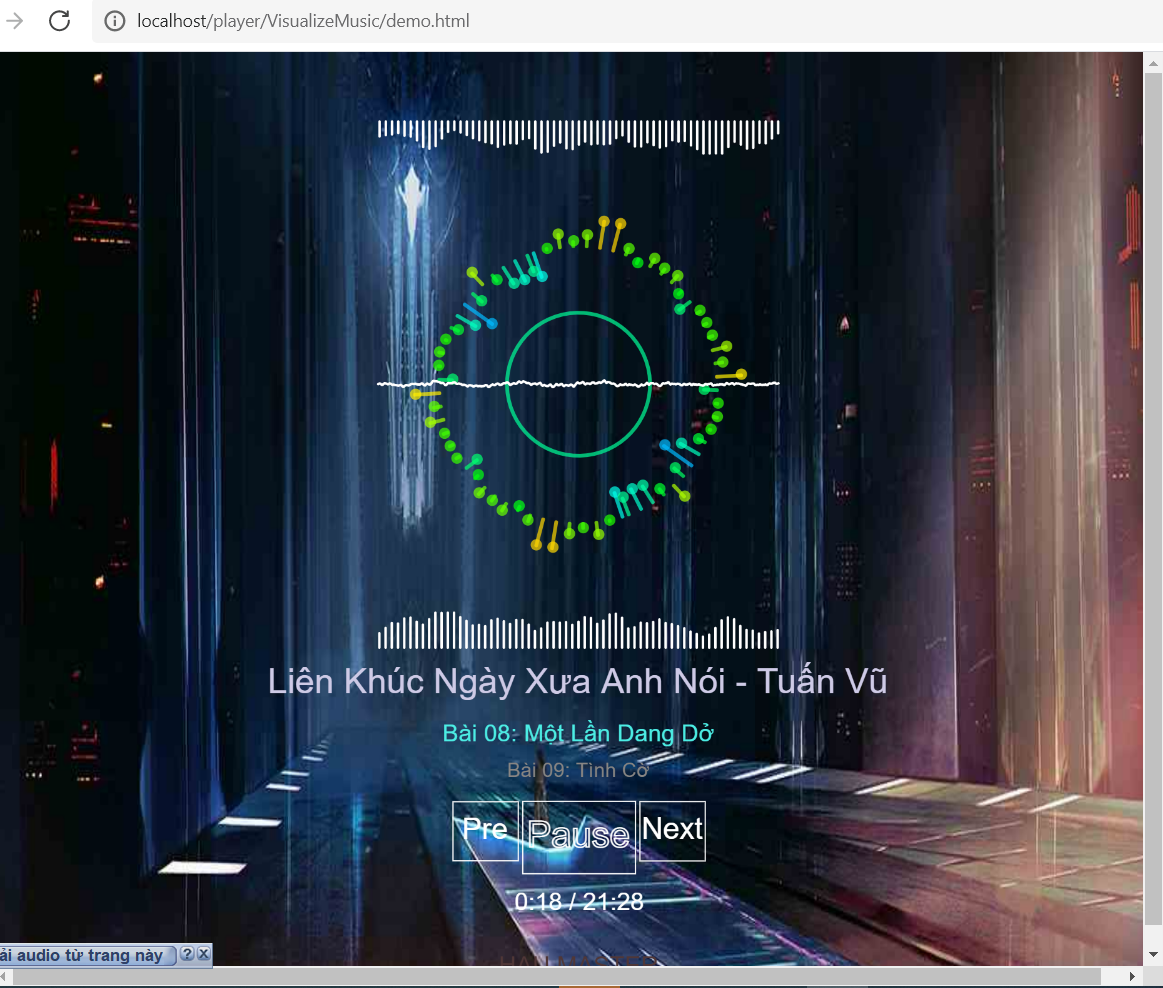 localhost/player/VisualizeMusic/demo.html
Liên Khúc Ngày Xưa Anh Nói - Tuấn Vũ
Bài 08: Một Lần Dang Dở
Bài 09: Tình Cờ
Pre Pause Next
0:18 / 21:28
ải audio từ trang này ? x